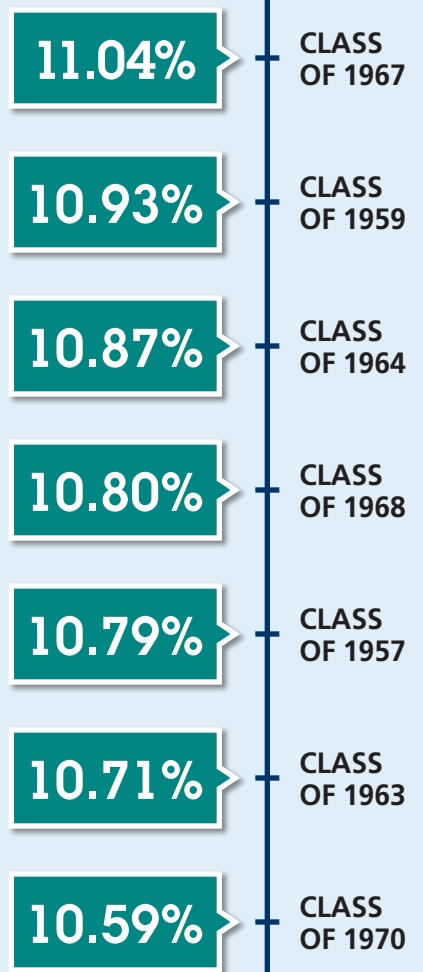 11.04%
CLASS
OF 1967
10.93%
CLASS
OF 1959
10.87%
CLASS
OF 1964
10.80%
CLASS
OF 1968
10.79%
CLASS
OF 1957
10.71%
CLASS
OF 1963
10.59%
CLASS
OF 1970